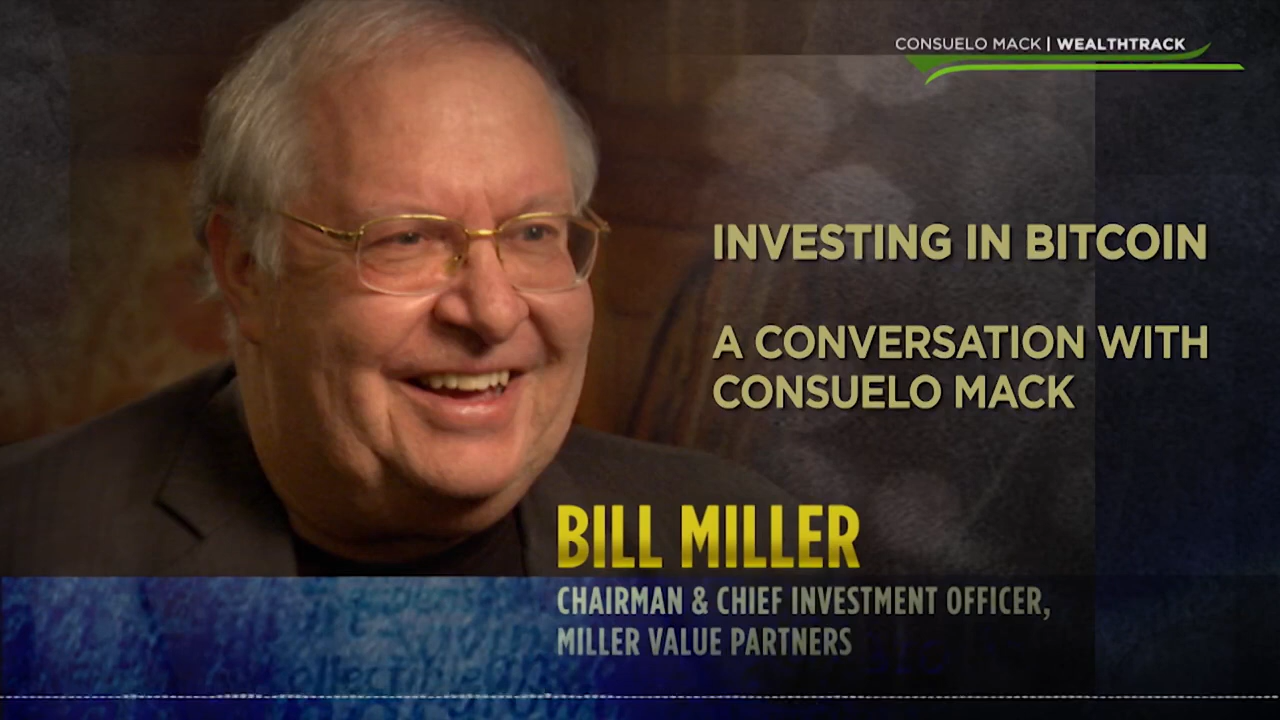 CONSUELO MACK | WEALTHTRACK
INVESTING IN BITCOIN
A CONVERSATION WITH
CONSUELO MACK
BILL MILLER
CHAIRMAN & CHIEF INVESTMENT OFFICER,
MILLER VALUE PARTNERS